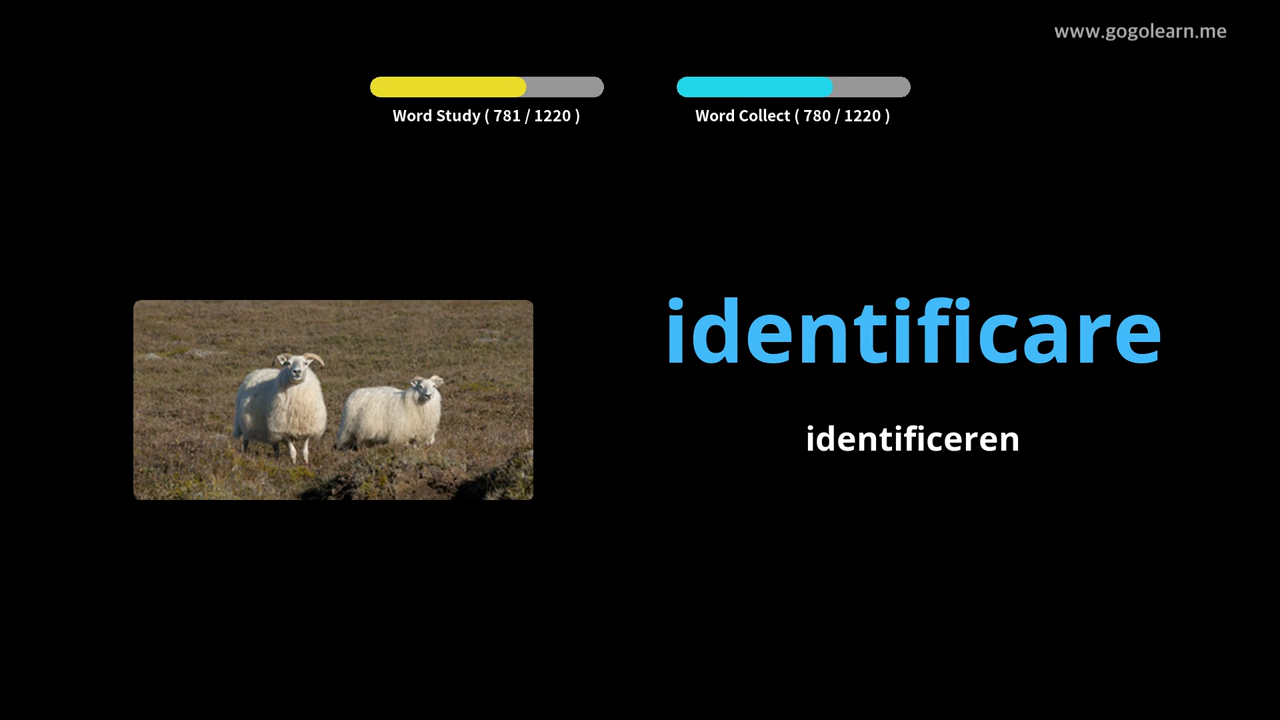 www.gogolearn.me
Word Study ( 781 / 1220 )
Word Collect ( 780 / 1220 )
identificare
identificeren